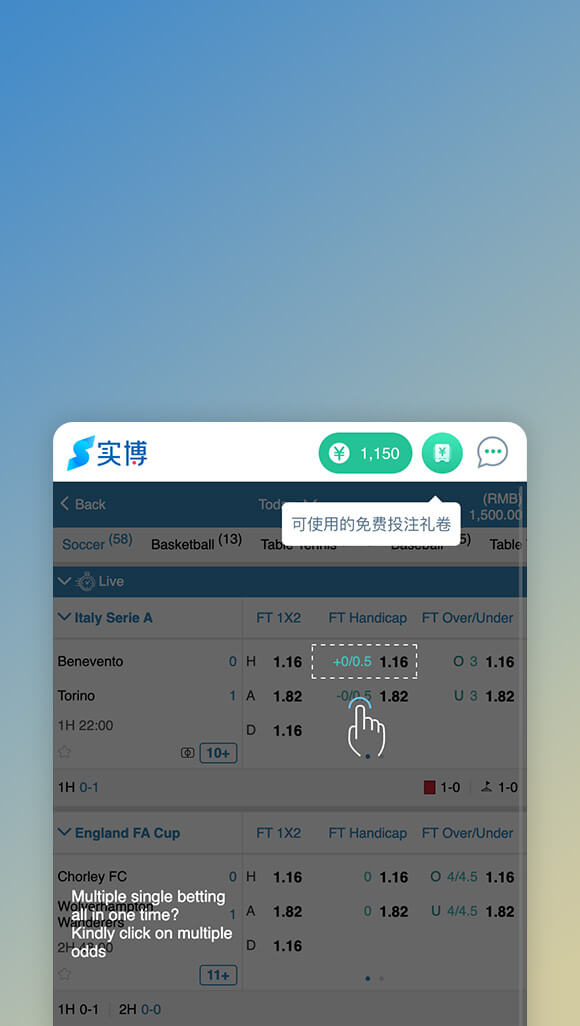 实博
1,150
Back
(RMB)
1,500.00
可使用的免费投注礼卷
Soccer (58) Basketball (13) Table Tennis Baseball Table
Live
Italy Serie A FT 1X2 FT Handicap FT Over/Under
Benevento 0 H 1.16 +0/0.5 1.16 O 3 1.16
Torino 1 A 1.82 -0/0.5 1.82 U 3 1.82
1H 22:00 D 1.16
10+
1H 0-1 1-0 1-0
England FA Cup FT 1X2 FT Handicap FT Over/Under
Chorley FC 0 H 1.16 0 1.16 O 4/4.5 1.16
Multiple single betting
all in one time?
Kindly click on multiple
odds
Wolverhampton
Wanderers 1 A 1.82 0 1.82 U 4/4.5 1.82
2H 48:00 D 1.16
11+
1H 0-1 2H 0-0